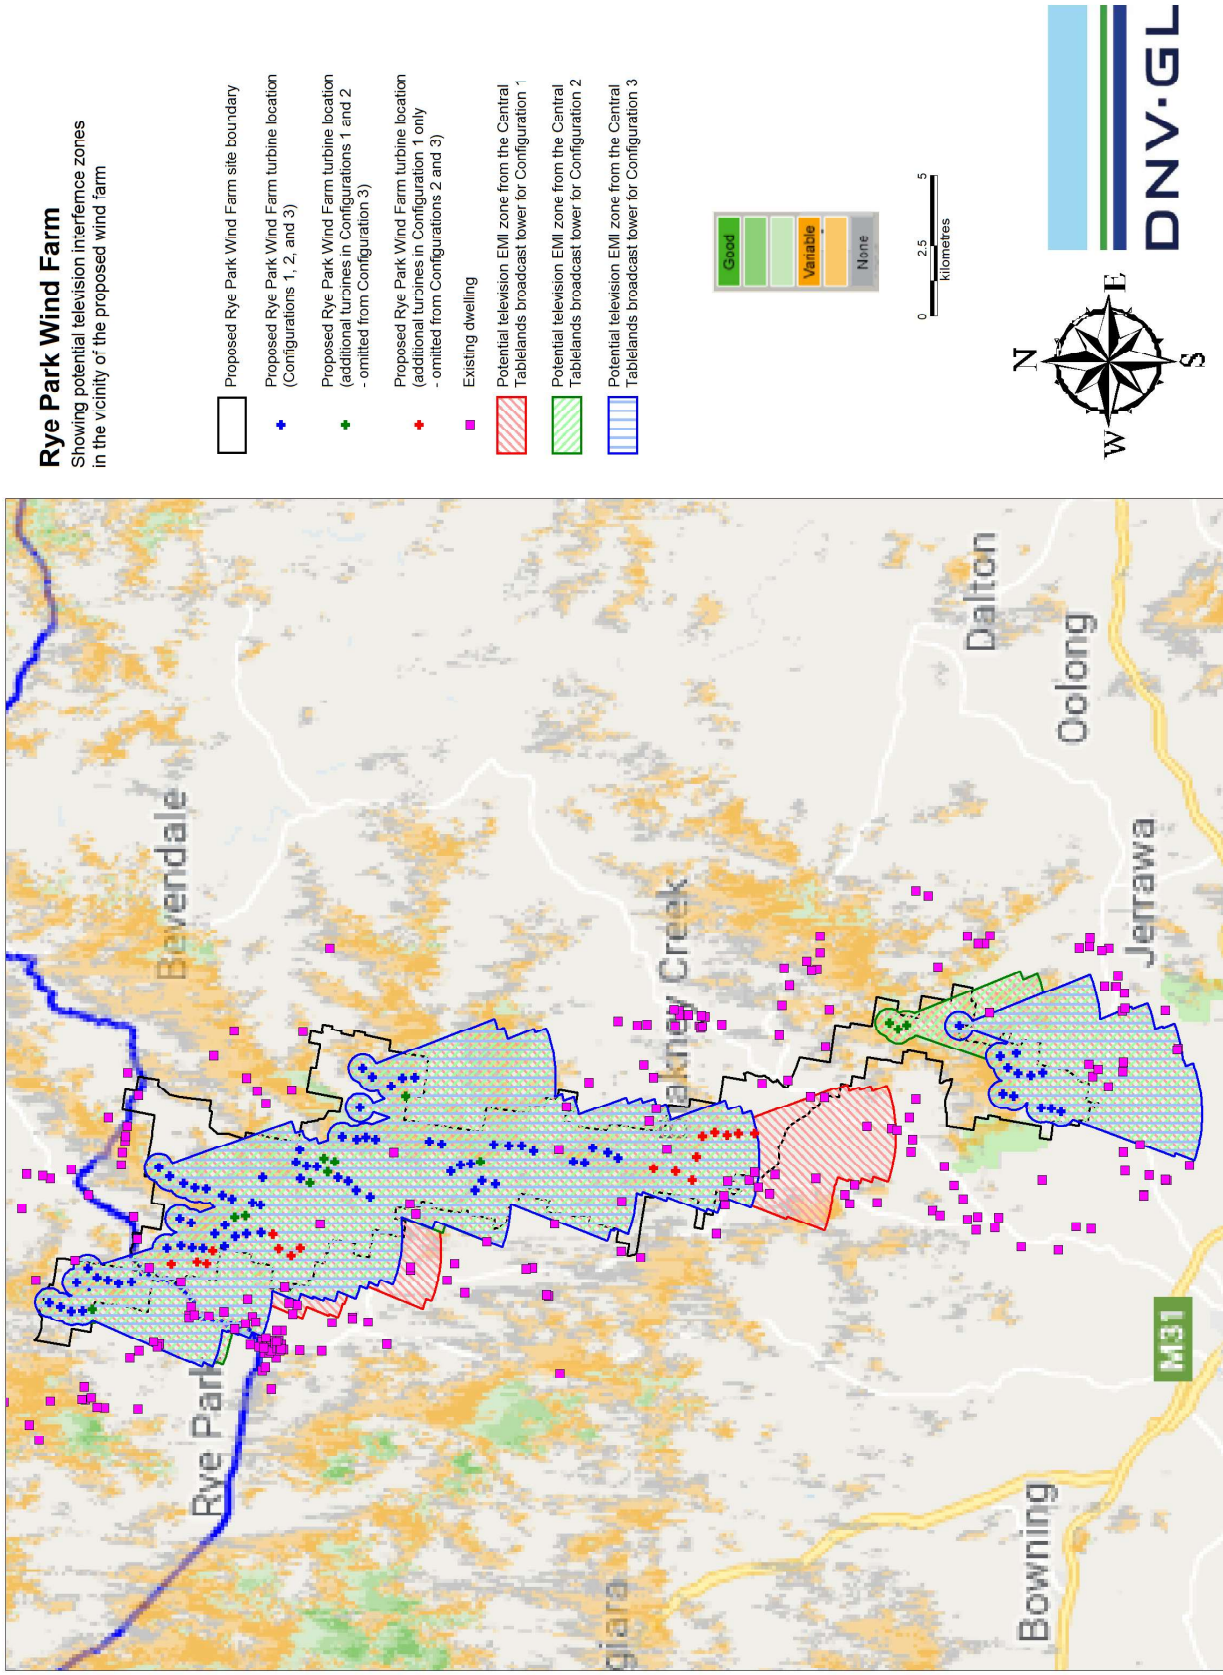 Rye Park Wind Farm
Showing potential television interfernce zones
in the vicinity of the proposed wind farm
Proposed Rye Park Wind Farm site boundary
Proposed Rye Park Wind Farm turbine location
(Configurations 1, 2, and 3)
Proposed Rye Park Wind Farm turbine location
(additional turbines in Configurations 1 and 2
- omitted from Configuration 3)
Proposed Rye Park Wind Farm turbine location
(additional turbines in Configuration 1 only
- omitted from Configurations 2 and 3)
Existing dwelling
Potential television EMI zone from the Central
Tablelands broadcast tower for Configuration 1
Potential television EMI zone from the Central
Tablelands broadcast tower for Configuration 2
Potential television EMI zone from the Central
Tablelands broadcast tower for Configuration 3
Good
Variable
None
0 2.5 5
kilometres
N
W E
S
DNV·GL
Bevendale
Rye Park
akney Creek
Dalton
Oolong
Jerrawa
giara
Bowning
M31